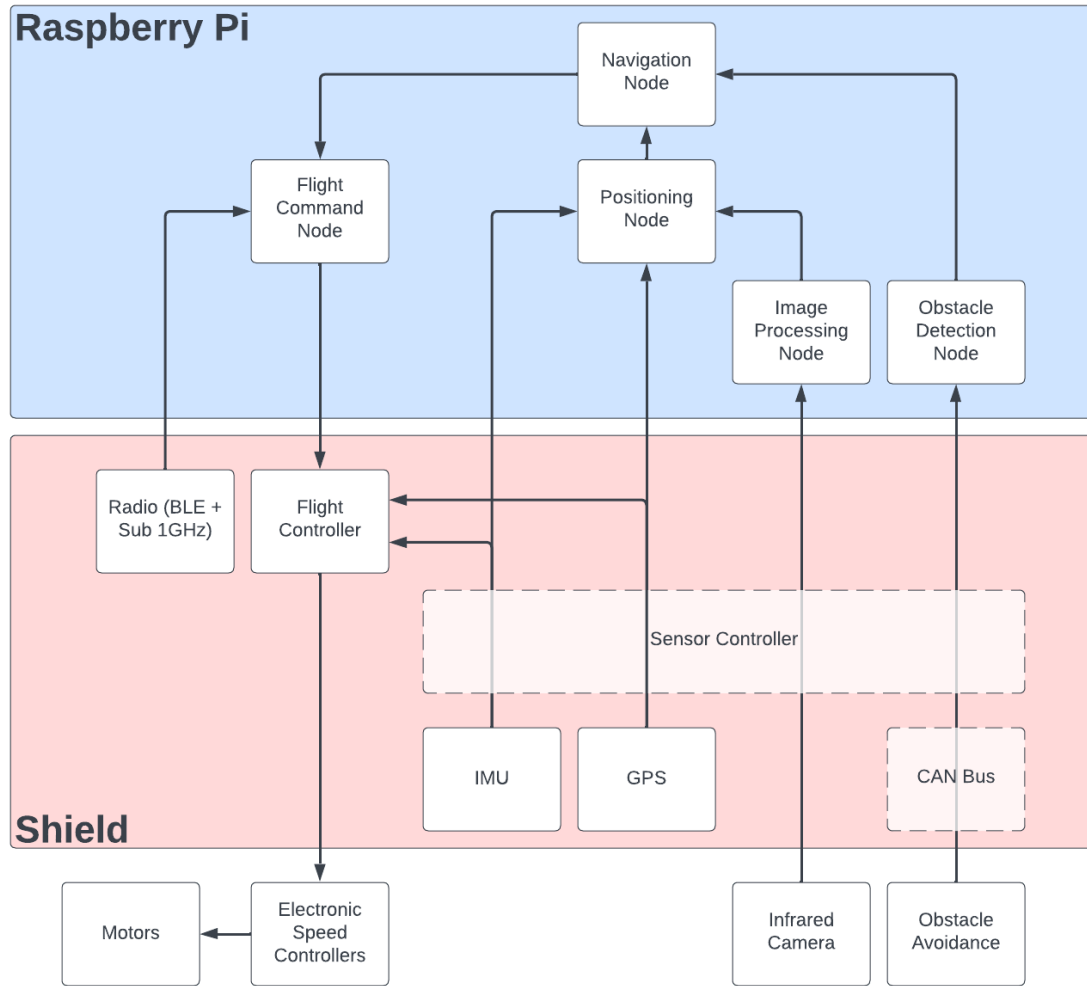 Raspberry Pi
Navigation
Node
Flight
Command
Node
Positioning
Node
Image
Processing
Node
Obstacle
Detection
Node
Radio (BLE +
Sub 1GHz)
Flight
Controller
Sensor Controller
IMU
GPS
CAN Bus
Shield
Motors
Electronic
Speed
Controllers
Infrared
Camera
Obstacle
Avoidance